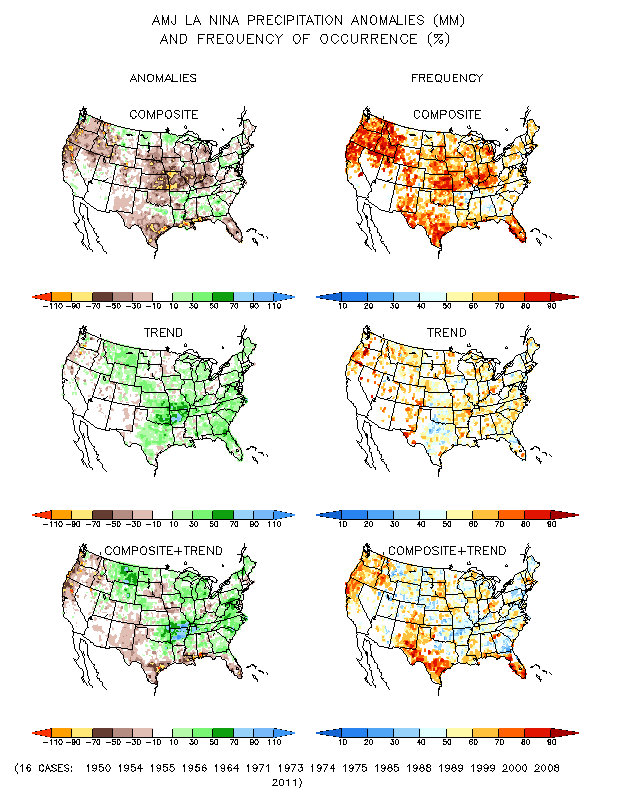 AMJ LA NINA PRECIPITATION ANOMALIES (MM)
AND FREQUENCY OF OCCURRENCE (%)
ANOMALIES FREQUENCY
COMPOSITE COMPOSITE
-110 -90 -70 -50 -30 -10 10 30 50 70 90 110 10 20 30 40 50 60 70 80 90
TREND TREND
-110 -90 -70 -50 -30 -10 10 30 50 70 90 110 10 20 30 40 50 60 70 80 90
COMPOSITE+TREND COMPOSITE+TREND
-110 -90 -70 -50 -30 -10 10 30 50 70 90 110 10 20 30 40 50 60 70 80 90
(16 CASES: 1950 1954 1955 1956 1964 1971 1973 1974 1975 1985 1988 1989 1999 2000 2008
2011)